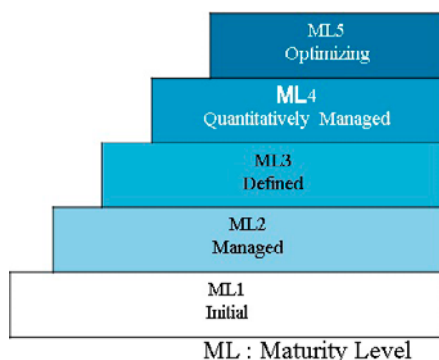 ML5
Optimizing
ML4
Quantitatively Managed
ML3
Defined
ML2
Managed
ML1
Initial
ML : Maturity Level